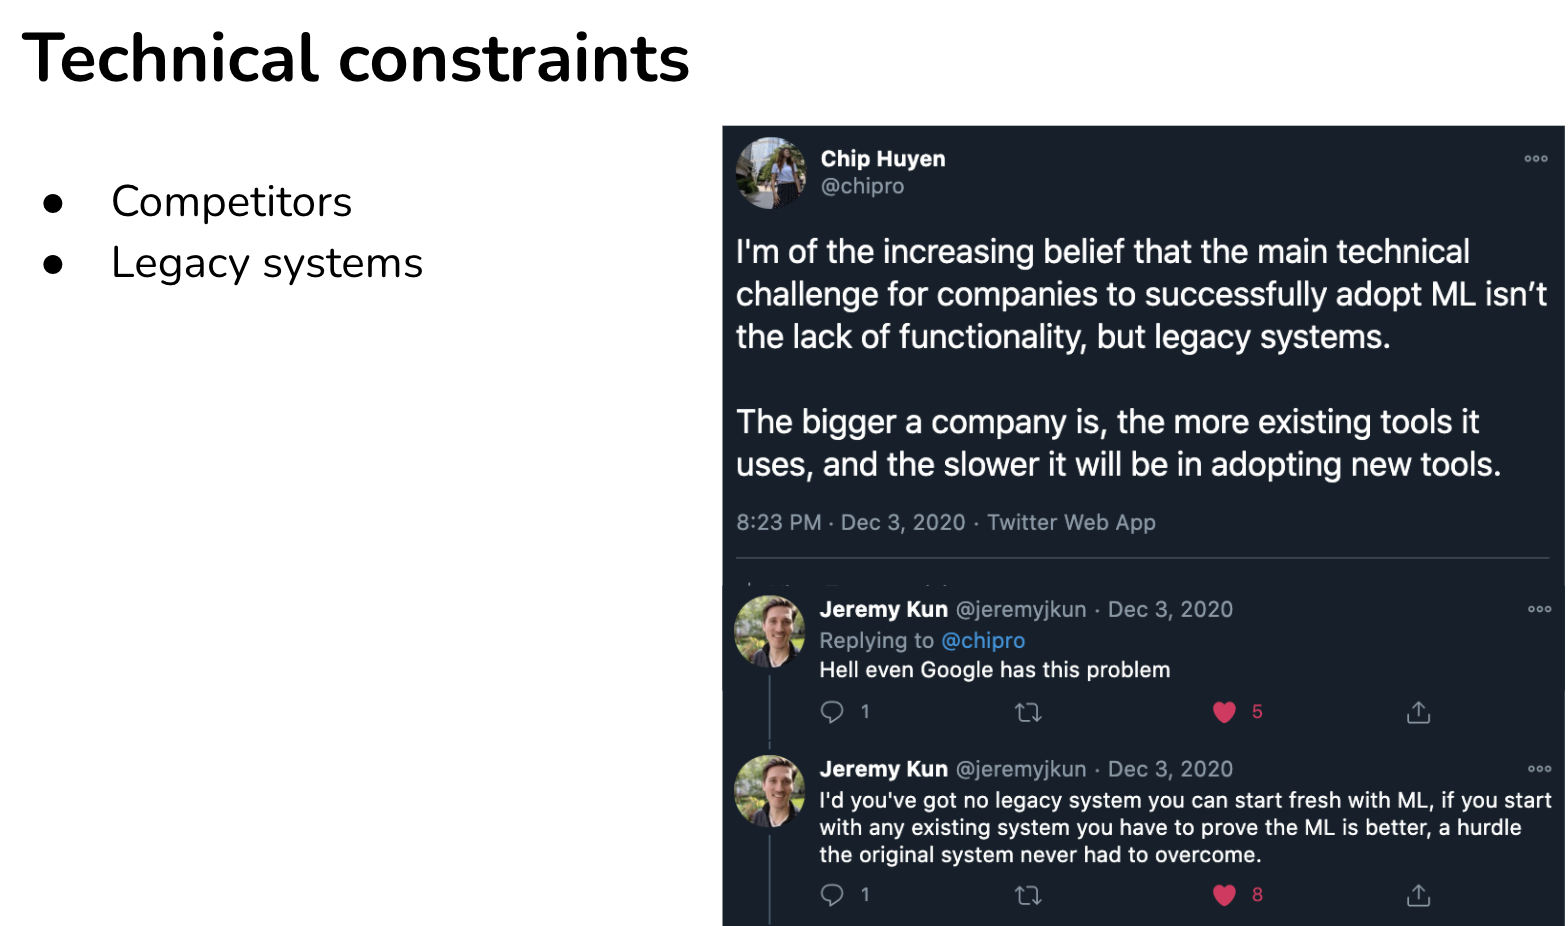 Technical constraints
● Competitors
● Legacy systems
Chip Huyen
@chipro
I'm of the increasing belief that the main technical
challenge for companies to successfully adopt ML isn’t
the lack of functionality, but legacy systems.
The bigger a company is, the more existing tools it
uses, and the slower it will be in adopting new tools.
8:23 PM · Dec 3, 2020 · Twitter Web App
Jeremy Kun @jeremyjkun · Dec 3, 2020
Replying to @chipro
Hell even Google has this problem
1 5
Jeremy Kun @jeremyjkun · Dec 3, 2020
I'd you've got no legacy system you can start fresh with ML, if you start
with any existing system you have to prove the ML is better, a hurdle
the original system never had to overcome.
1 8